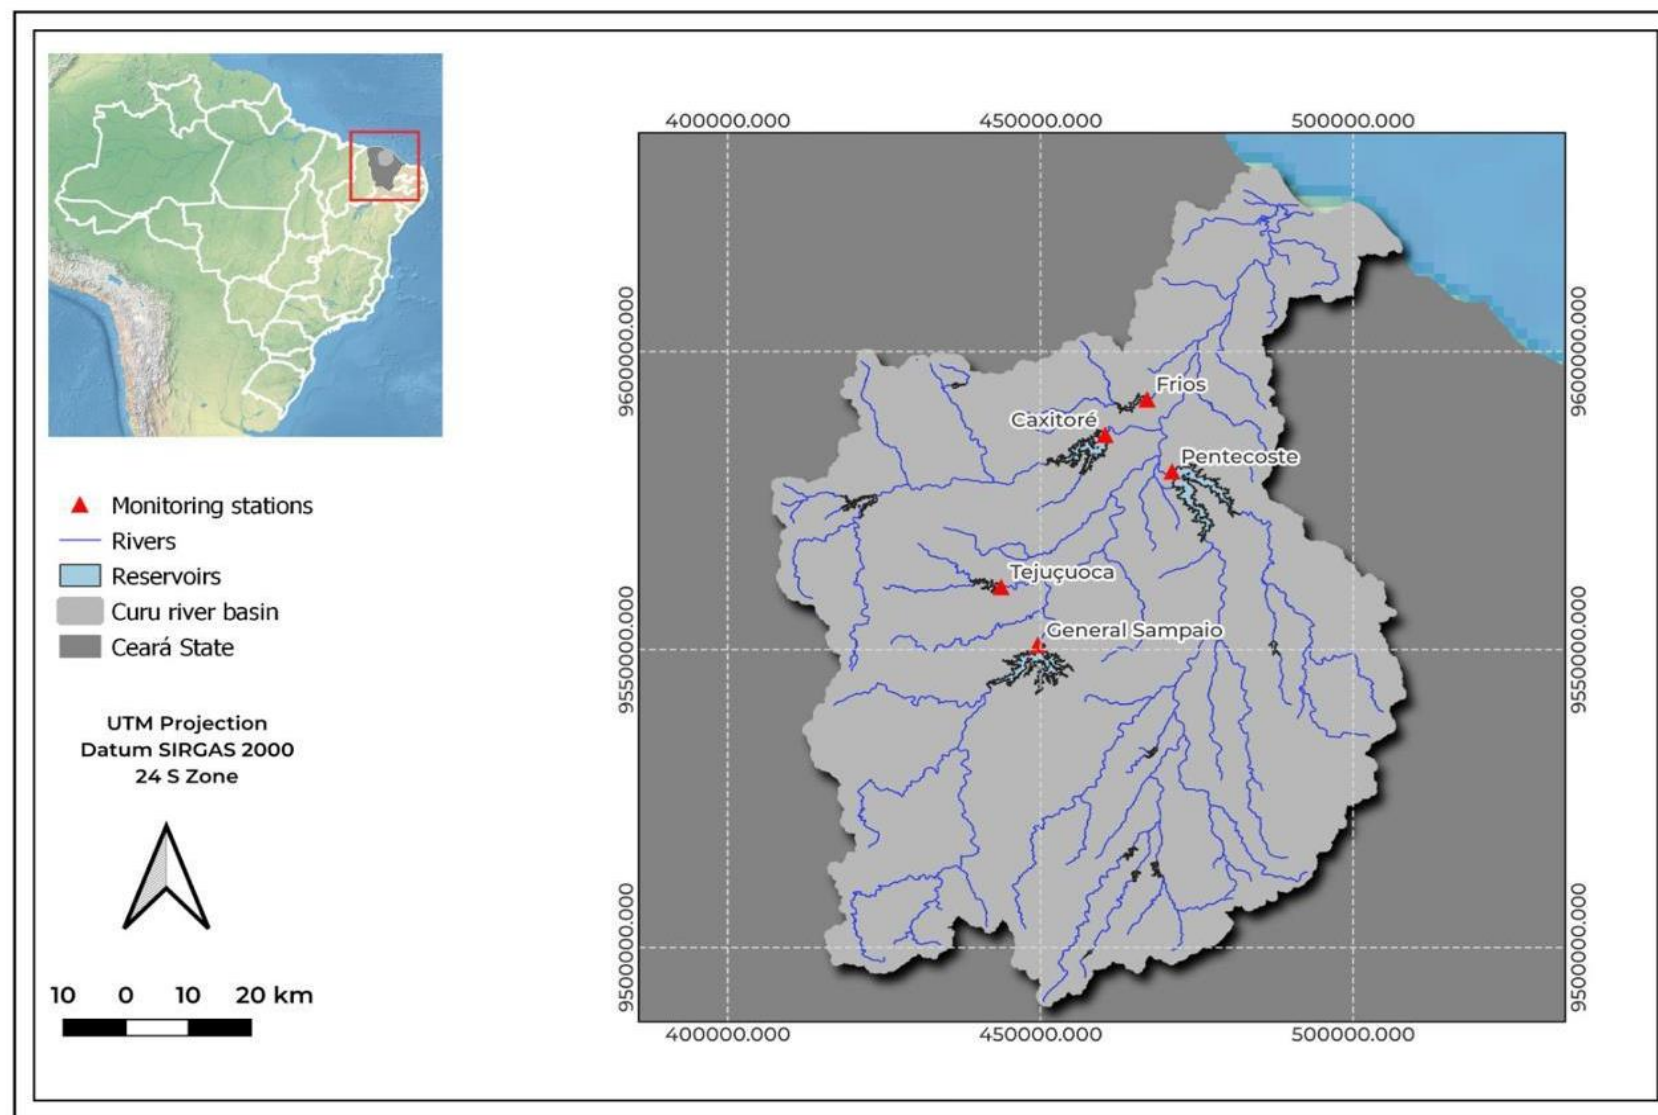 400000.000 450000.000 500000.000
9600000.000 9600000.000
Frios
Caxitoré
Pentecoste
Tejuçuoca
General Sampaio
9550000.000 9550000.000
9500000.000 9500000.000
400000.000 450000.000 500000.000
Monitoring stations
Rivers
Reservoirs
Curu river basin
Ceará State
UTM Projection
Datum SIRGAS 2000
24 S Zone
10 0 10 20 km